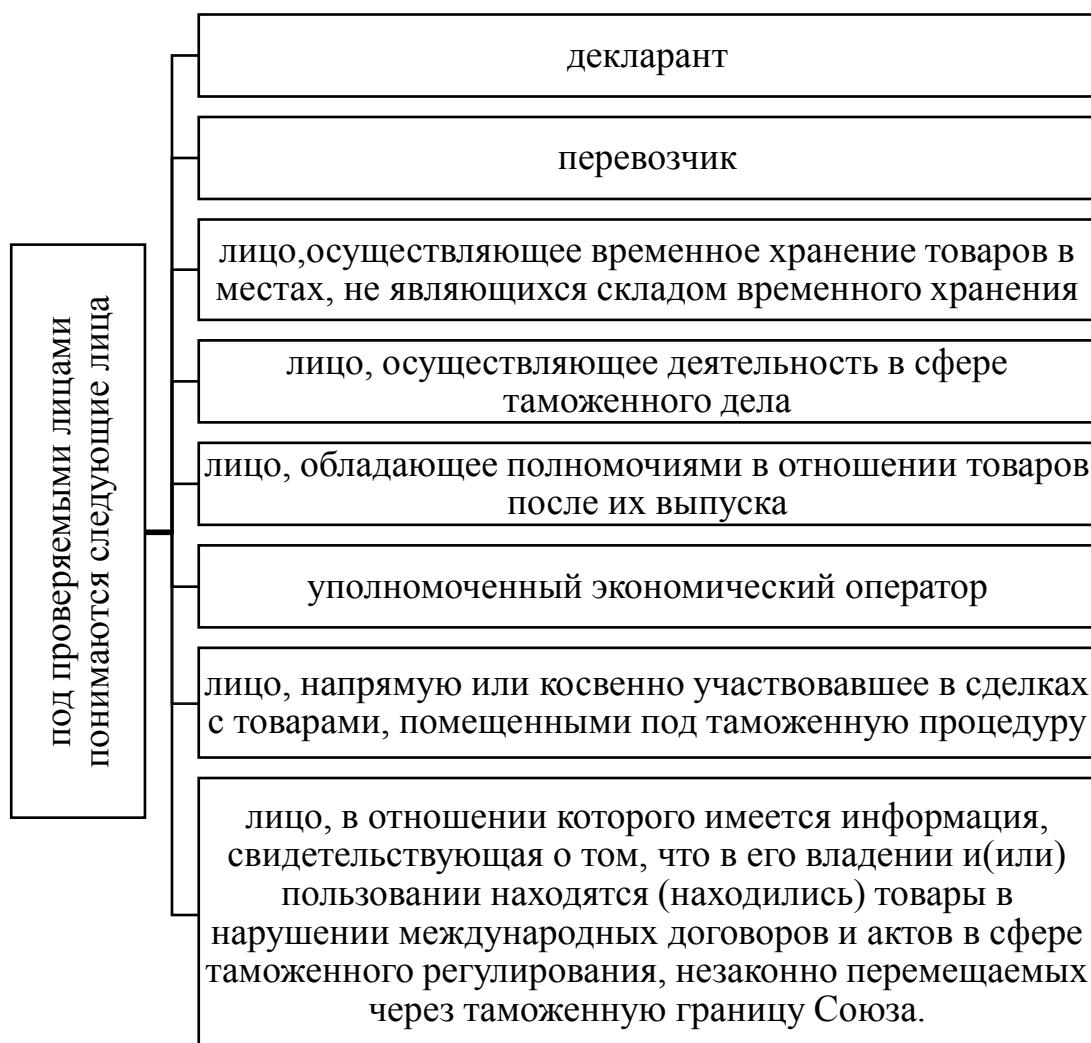 под проверяемыми лицами
понимаются следующие лица
декларант
перевозчик
лицо,осуществляющее временное хранение товаров в
местах, не являющихся складом временного хранения
лицо, осуществляющее деятельность в сфере
таможенного дела
лицо, обладающее полномочиями в отношении товаров
после их выпуска
уполномоченный экономический оператор
лицо, напрямую или косвенно участвовавшее в сделках
с товарами, помещенными под таможенную процедуру
лицо, в отношении которого имеется информация,
свидетельствующая о том, что в его владении и(или)
пользовании находятся (находились) товары в
нарушении международных договоров и актов в сфере
таможенного регулирования, незаконно перемещаемых
через таможенную границу Союза.